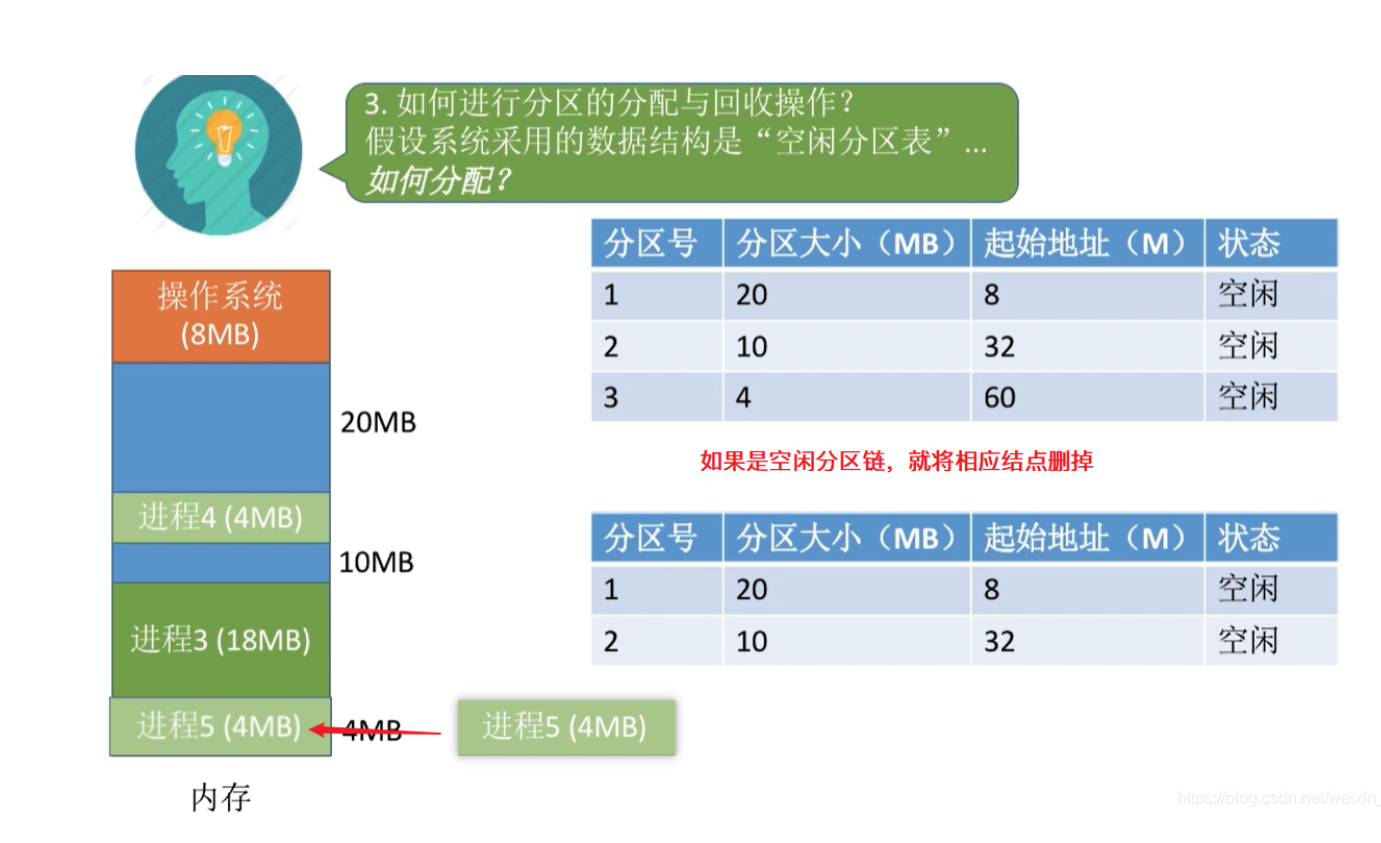 3. 如何进行分区的分配与回收操作？
假设系统采用的数据结构是“空闲分区表”...
如何分配？
分区号 分区大小（MB） 起始地址（M） 状态
1 20 8 空闲
2 10 32 空闲
3 4 60 空闲
如果是空闲分区链，就将相应结点删掉
分区号 分区大小（MB） 起始地址（M） 状态
1 20 8 空闲
2 10 32 空闲
操作系统
(8MB)
20MB
进程4 (4MB)
10MB
进程3 (18MB)
进程5 (4MB)
4MB
进程5 (4MB)
内存
https://blog.csdn.net/weixin_